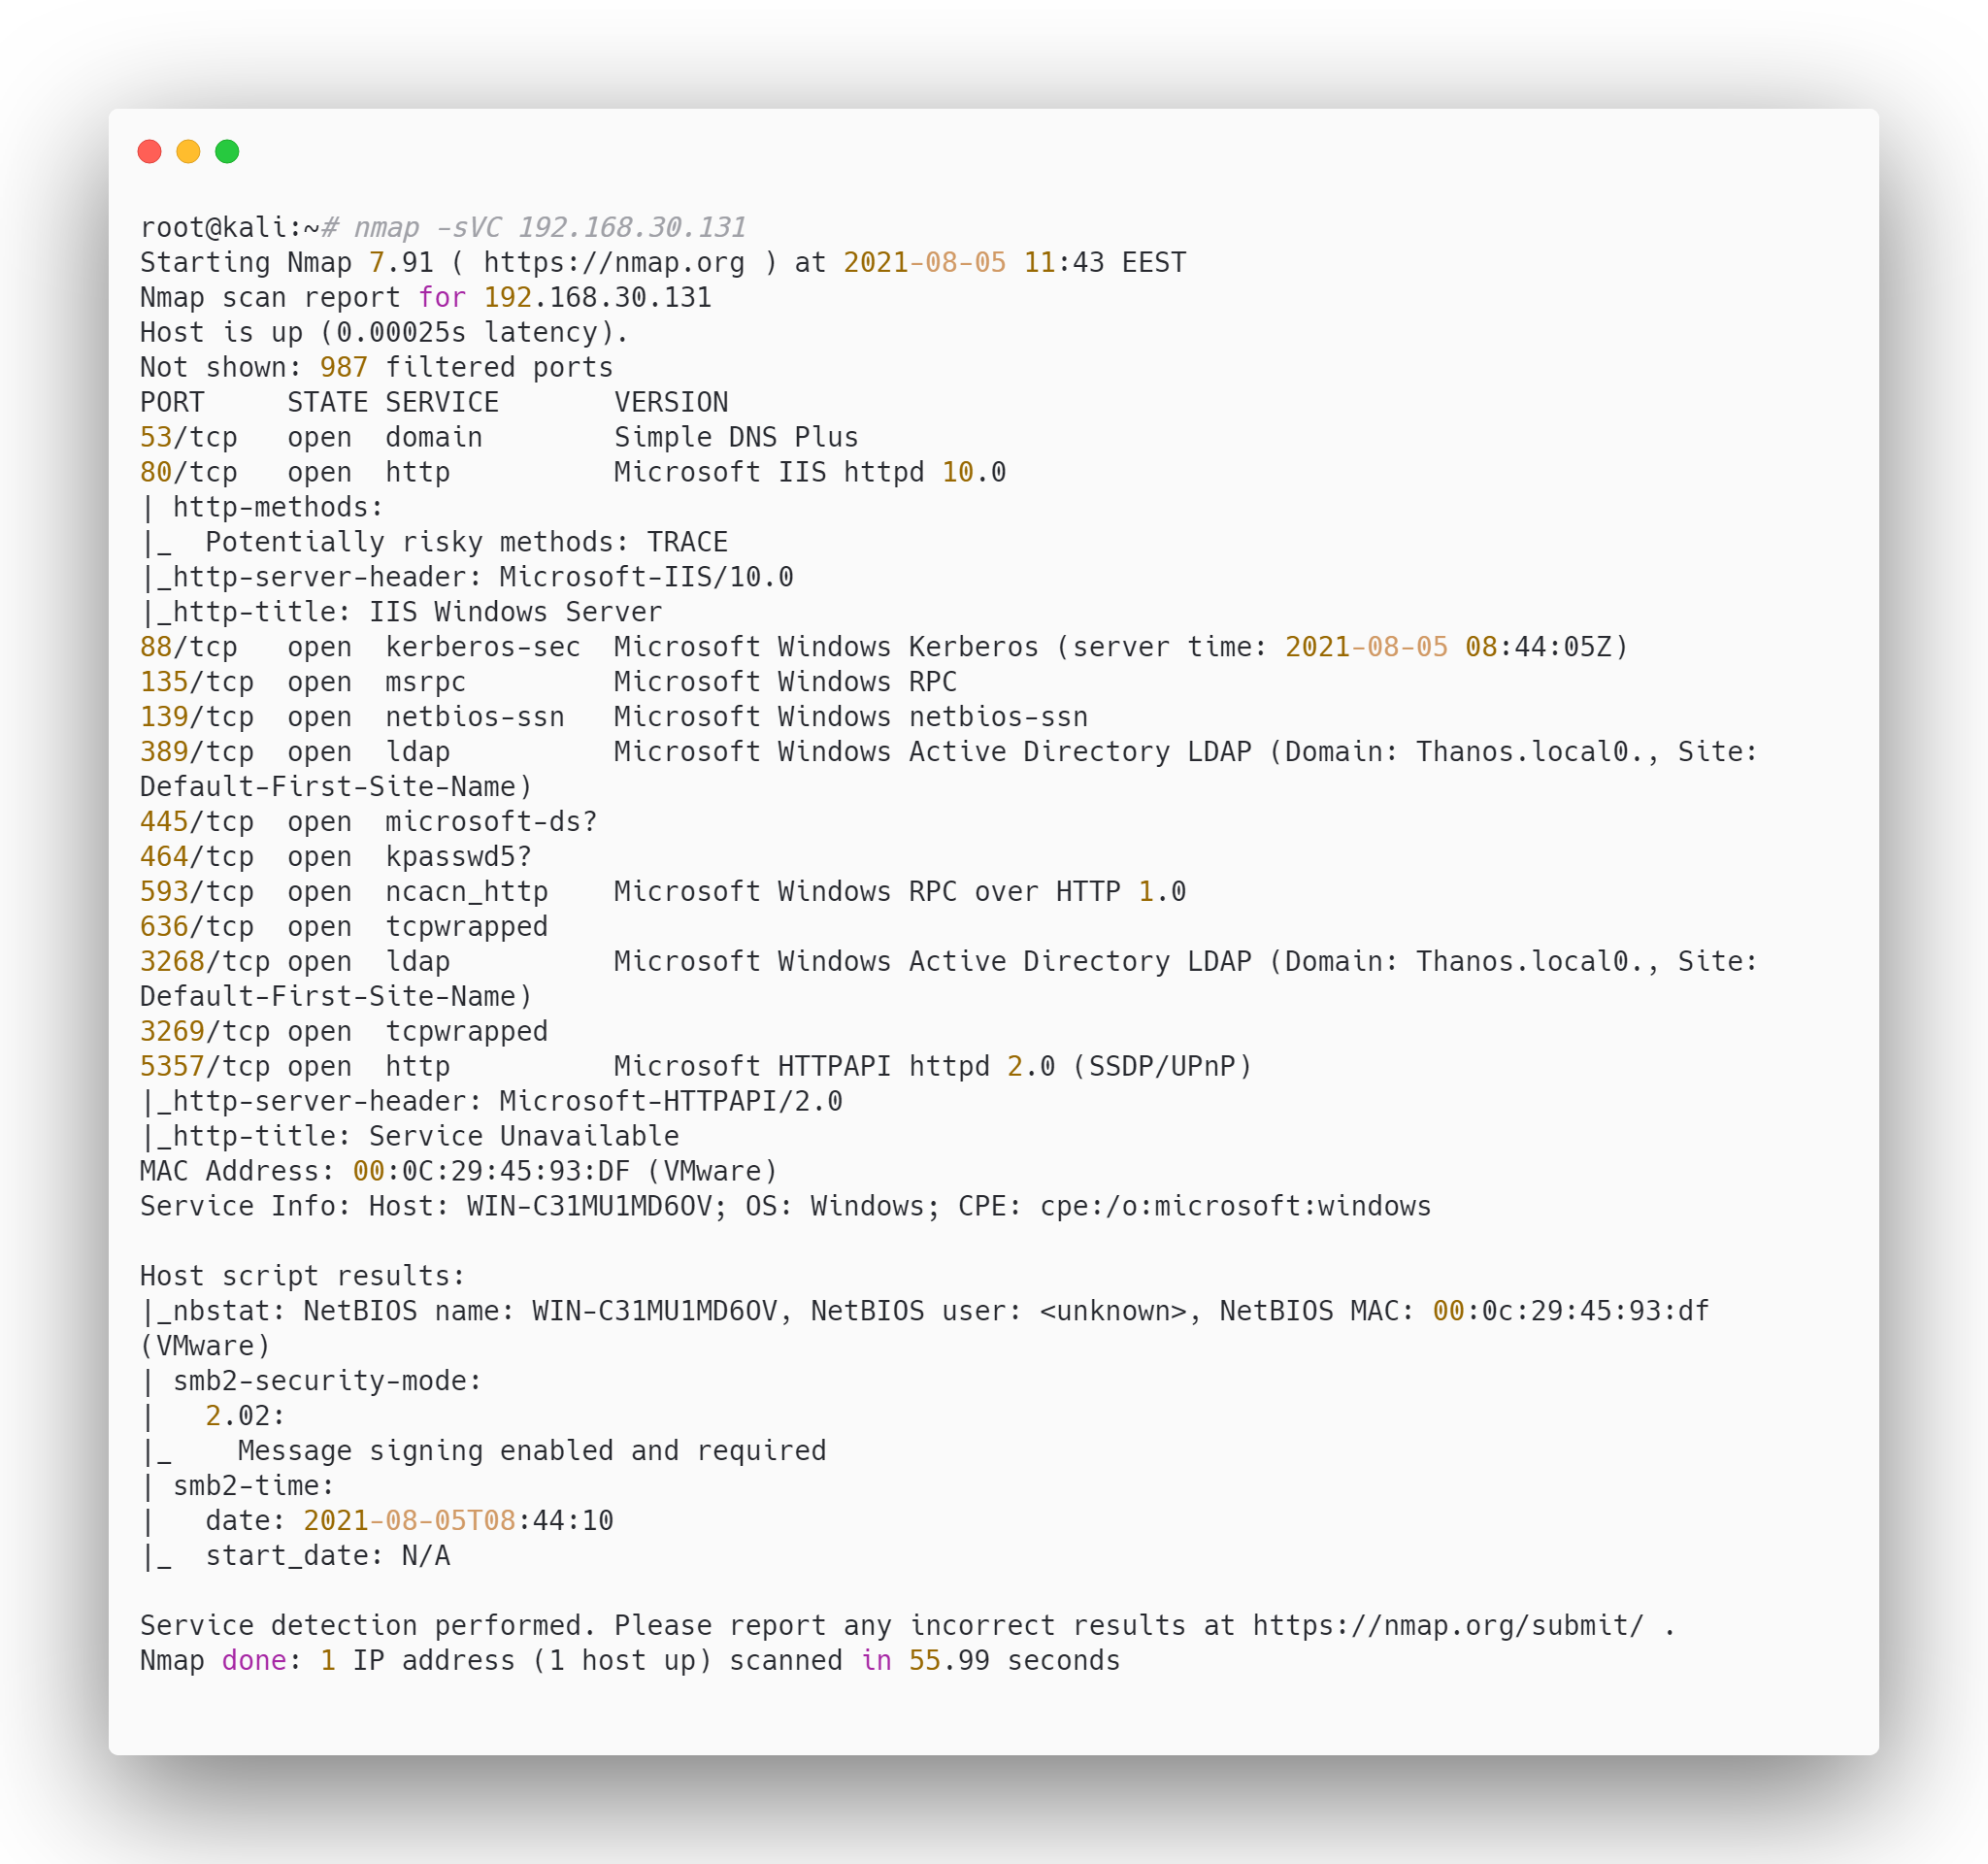 root@kali:~# nmap -sVC 192.168.30.131
Starting Nmap 7.91 ( https://nmap.org ) at 2021-08-05 11:43 EEST
Nmap scan report for 192.168.30.131
Host is up (0.00025s latency).
Not shown: 987 filtered ports
PORT     STATE SERVICE       VERSION
53/tcp   open  domain        Simple DNS Plus
80/tcp   open  http          Microsoft IIS httpd 10.0
| http-methods:
|_  Potentially risky methods: TRACE
|_http-server-header: Microsoft-IIS/10.0
|_http-title: IIS Windows Server
88/tcp   open  kerberos-sec  Microsoft Windows Kerberos (server time: 2021-08-05 08:44:05Z)
135/tcp  open  msrpc         Microsoft Windows RPC
139/tcp  open  netbios-ssn   Microsoft Windows netbios-ssn
389/tcp  open  ldap          Microsoft Windows Active Directory LDAP (Domain: Thanos.local0., Site:
Default-First-Site-Name)
445/tcp  open  microsoft-ds?
464/tcp  open  kpasswd5?
593/tcp  open  ncacn_http    Microsoft Windows RPC over HTTP 1.0
636/tcp  open  tcpwrapped
3268/tcp open  ldap          Microsoft Windows Active Directory LDAP (Domain: Thanos.local0., Site:
Default-First-Site-Name)
3269/tcp open  tcpwrapped
5357/tcp open  http          Microsoft HTTPAPI httpd 2.0 (SSDP/UPnP)
|_http-server-header: Microsoft-HTTPAPI/2.0
|_http-title: Service Unavailable
MAC Address: 00:0C:29:45:93:DF (VMware)
Service Info: Host: WIN-C31MU1MD6OV; OS: Windows; CPE: cpe:/o:microsoft:windows

Host script results:
|_nbstat: NetBIOS name: WIN-C31MU1MD6OV, NetBIOS user: <unknown>, NetBIOS MAC: 00:0c:29:45:93:df
(VMware)
| smb2-security-mode:
|   2.02:
|_    Message signing enabled and required
| smb2-time:
|   date: 2021-08-05T08:44:10
|_  start_date: N/A

Service detection performed. Please report any incorrect results at https://nmap.org/submit/ .
Nmap done: 1 IP address (1 host up) scanned in 55.99 seconds